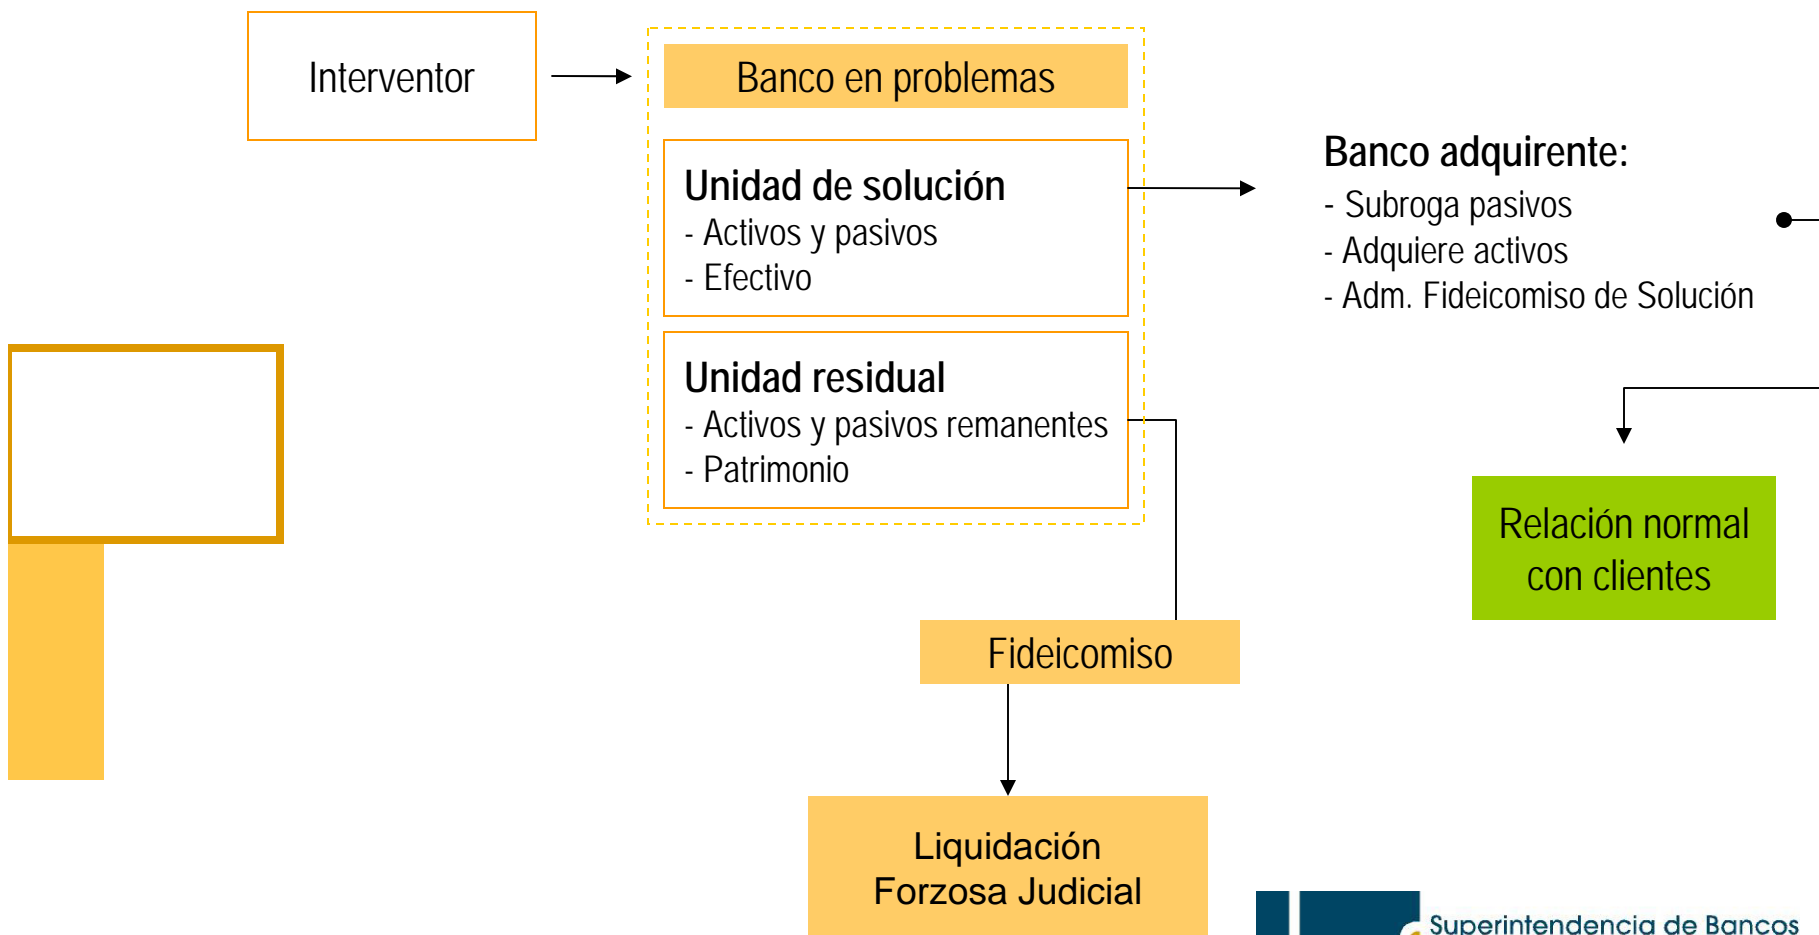 Interventor
Banco en problemas
Unidad de solución
- Activos y pasivos
- Efectivo
Unidad residual
- Activos y pasivos remanentes
- Patrimonio
Banco adquirente:
- Subroga pasivos
- Adquiere activos
- Adm. Fideicomiso de Solución
Relación normal
con clientes
Fideicomiso
Liquidación
Forzosa Judicial
Superintendencia de Bancos